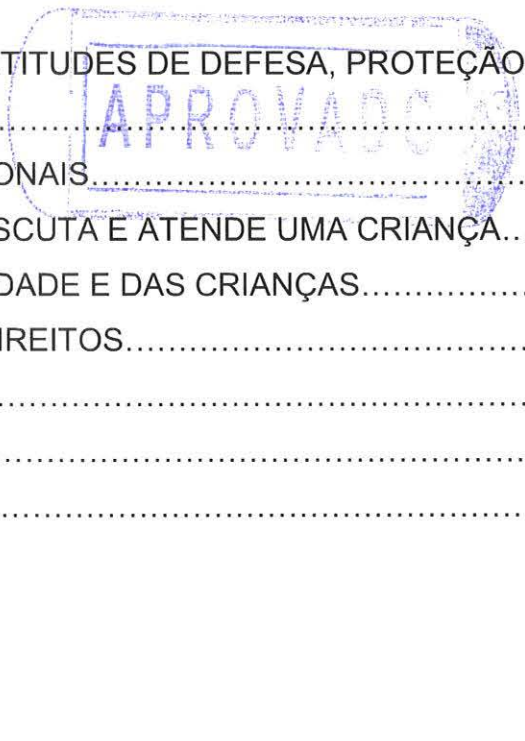 TITUDES DE DEFESA, PROTEÇÃO
APROVADO
ONAIS..................................................
SCUTA E ATENDE UMA CRIANÇA..
DADE E DAS CRIANÇAS..................
IREITOS..............................................